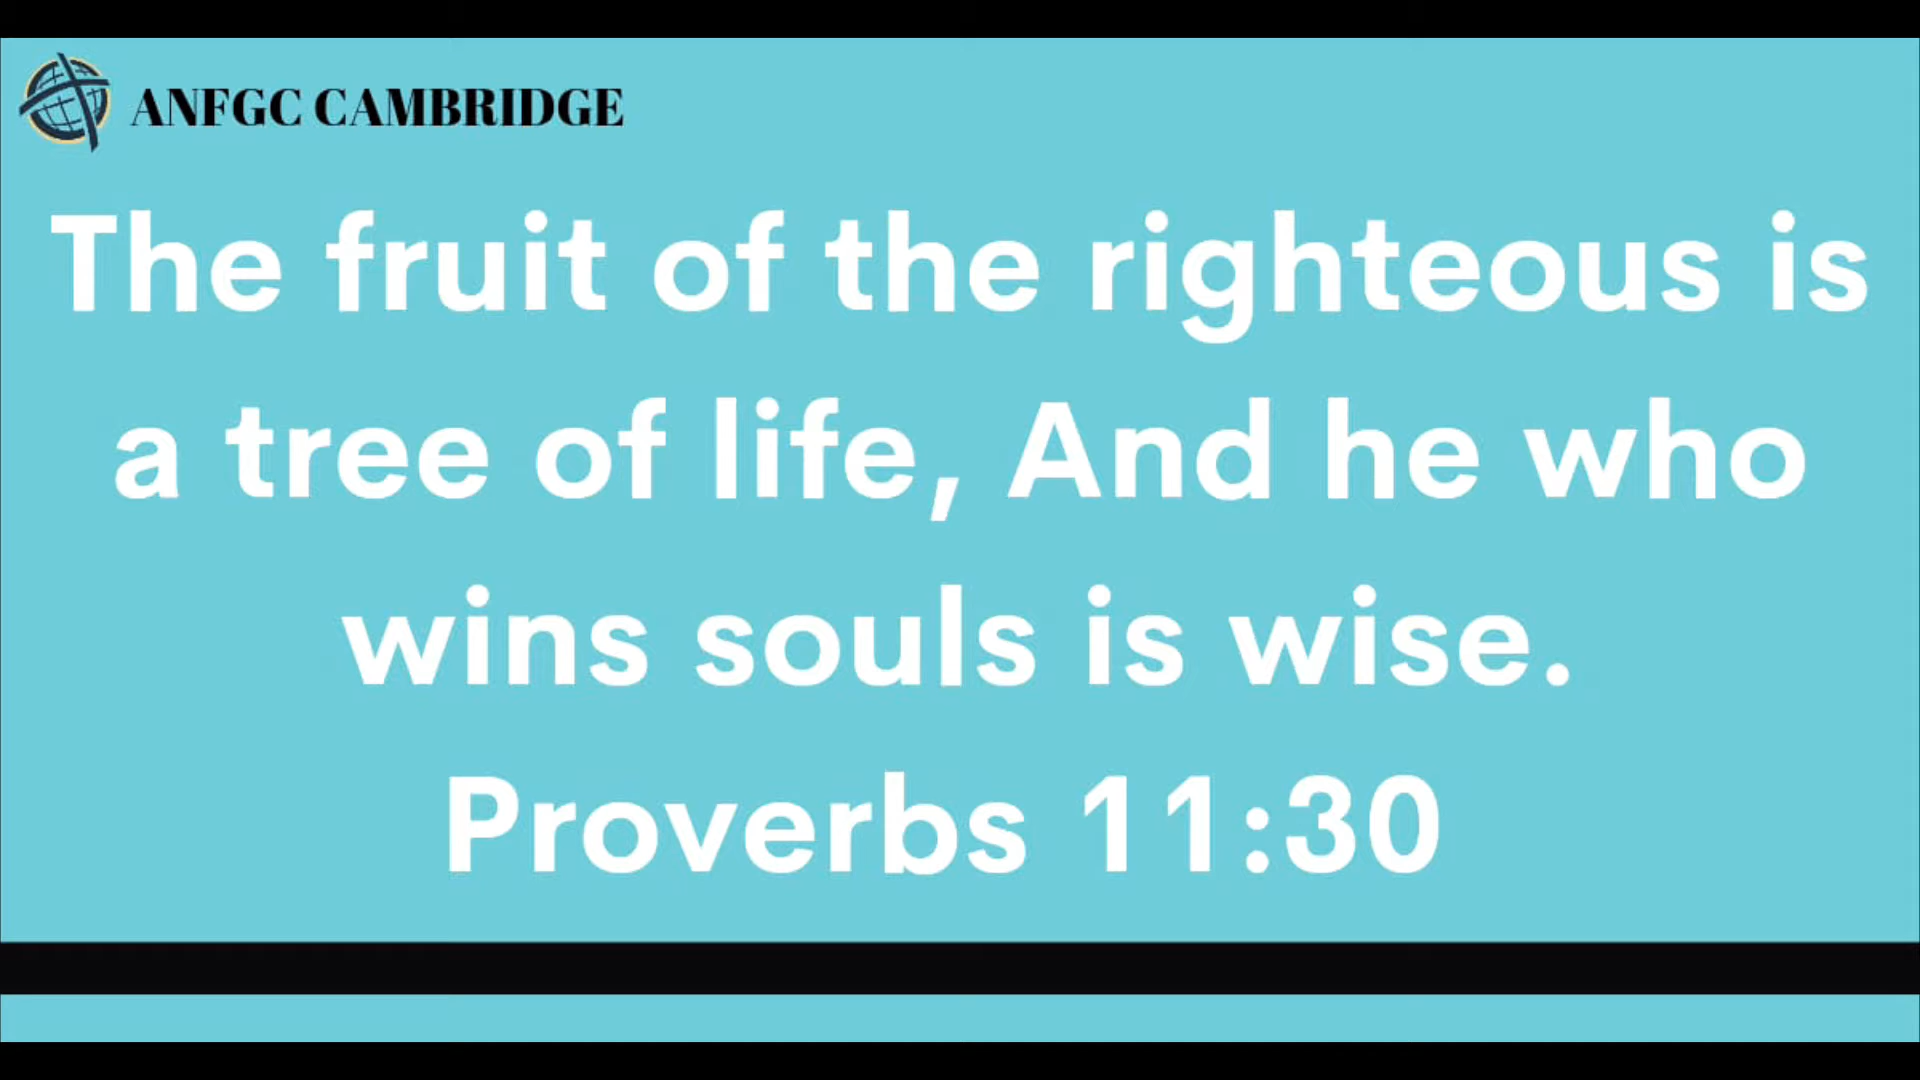 ANFGC CAMBRIDGE
The fruit of the righteous is
a tree of life, And he who
wins souls is wise.
Proverbs 11:30